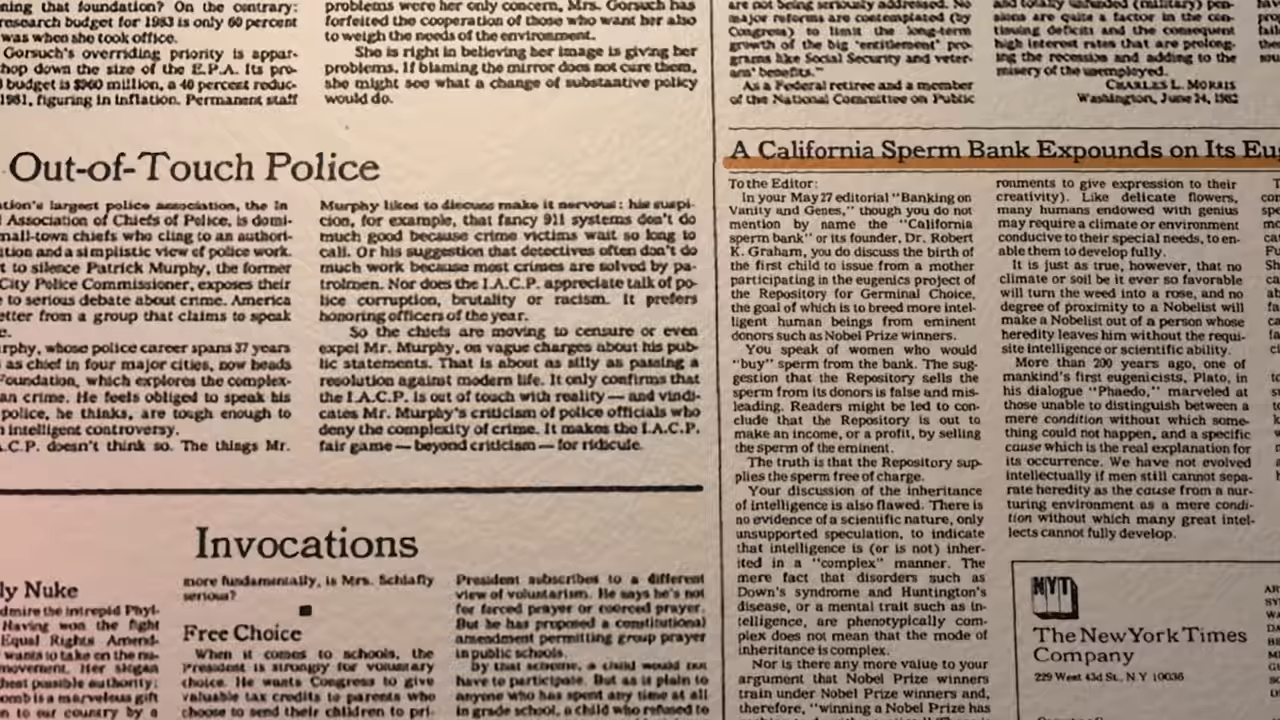 ning that foundation? On the contrary:
research budget for 1983 is only 60 percent
was when she took office.
Gorsuch's overriding priority is appar-
hop down the size of the E.P.A. Its pro-
budget is $960 million, a 40 percent reduc-
1981, figuring in inflation. Permanent staff
problems were her only concern, Mrs. Gorsuch has
forfeited the cooperation of those who want her also
to weigh the needs of the environment.
She is right in believing her image is giving her
problems. If blaming the mirror does not cure them,
she might see what a change of substantive policy
would do.
Out-of-Touch Police
ation's largest police association, the In
Association of Chiefs of Police, is domi-
mall-town chiefs who cling to an authori-
tion and a simplistic view of police work.
t to silence Patrick Murphy, the former
City Police Commissioner, exposes their
to serious debate about crime. America
etter from a group that claims to speak
e.
rphy, whose police career spans 37 years
as chief in four major cities, now heads
Foundation, which explores the complex-
an crime. He feels obliged to speak his
police, he thinks, are tough enough to
intelligent controversy.
.C.P. doesn't think so. The things Mr.
Murphy liked to discuss make it nervous: his suspi-
cion, for example, that fancy 911 systems don't do
much good because crime victims wait so long to
call. Or his suggestion that detectives often don't do
much work because most crimes are solved by pa-
trolmen. Nor does the I.A.C.P. appreciate talk of po-
lice corruption, brutality or racism. It prefers
honoring officers of the year.
So the chiefs are moving to censure or even
expel Mr. Murphy, on vague charges about his pub-
lic statements. That is about as silly as passing a
resolution against modern life. It only confirms that
the I.A.C.P. is out of touch with reality — and vindi-
cates Mr. Murphy's criticism of police officials who
deny the complexity of crime. It makes the I.A.C.P.
fair game — beyond criticism — for ridicule.
Invocations
ly Nuke
dmire the intrepid Phyl-
Having won the fight
Equal Rights Amend-
wants to take on the nu-
movement. Her slogan
hest possible authority:
omb is a marvelous gift
to our country by a
more fundamentally, is Mrs. Schlafly
serious?
Free Choice
When it comes to schools, the
President is strongly for voluntary
choice. He wants Congress to give
valuable tax credits to parents who
choose to send their children to pri-
President subscribes to a different
view of voluntarism. He says he's not
for forced prayer or coerced prayer.
But he has proposed a constitutional
amendment permitting group prayer
in public schools.
By that scheme, a child would not
have to participate. But as it plain to
anyone who has spent any time at all
in grade school, a child who refused to
are not being seriously addressed. No
major reforms are contemplated (by
Congress) to limit the long-term
growth of the big "entitlement" pro-
grams like Social Security and veter-
ans' benefits."
As a Federal retiree and a member
of the National Committee on Public
and totally unfunded (military) pen-
sions are quite a factor in the con-
tinuing deficits and the consequent
high interest rates that are prolong-
ing the recession and adding to the
misery of the unemployed.
CHARLES L. MORRIS
Washington, June 24, 1982
A California Sperm Bank Expounds on Its Eu
To the Editor:
In your May 27 editorial "Banking on
Vanity and Genes," though you do not
mention by name the "California
sperm bank" or its founder, Dr. Robert
K. Graham, you do discuss the birth of
the first child to issue from a mother
participating in the eugenics project of
the Repository for Germinal Choice,
the goal of which is to breed more intel-
ligent human beings from eminent
donors such as Nobel Prize winners.
You speak of women who would
"buy" sperm from the bank. The sug-
gestion that the Repository sells the
sperm from its donors is false and mis-
leading. Readers might be led to con-
clude that the Repository is out to
make an income, or a profit, by selling
the sperm of the eminent.
The truth is that the Repository sup-
plies the sperm free of charge.
Your discussion of the inheritance
of intelligence is also flawed. There is
no evidence of a scientific nature, only
unsupported speculation, to indicate
that intelligence is (or is not) inher-
ited in a "complex" manner. The
mere fact that disorders such as
Down's syndrome and Huntington's
disease, or a mental trait such as in-
telligence, are phenotypically com-
plex does not mean that the mode of
inheritance is complex.
Nor is there any more value to your
argument that Nobel Prize winners
train under Nobel Prize winners and,
therefore, "winning a Nobel Prize has
ronments to give expression to their
creativity). Like delicate flowers,
many humans endowed with genius
may require a climate or environment
conducive to their special needs, to en-
able them to develop fully.
It is just as true, however, that no
climate or soil be it ever so favorable
will turn the weed into a rose, and no
degree of proximity to a Nobelist will
make a Nobelist out of a person whose
heredity leaves him without the requi-
site intelligence or scientific ability.
More than 200 years ago, one of
mankind's first eugenicists, Plato, in
his dialogue "Phaedo," marveled at
those unable to distinguish between a
mere condition without which some-
thing could not happen, and a specific
cause which is the real explanation for
its occurrence. We have not evolved
intellectually if men still cannot sepa-
rate heredity as the cause from a nur-
turing environment as a mere condi-
tion without which many great intel-
lects cannot fully develop.
NYT
The New York Times
Company
229 West 43d St., N.Y. 10036